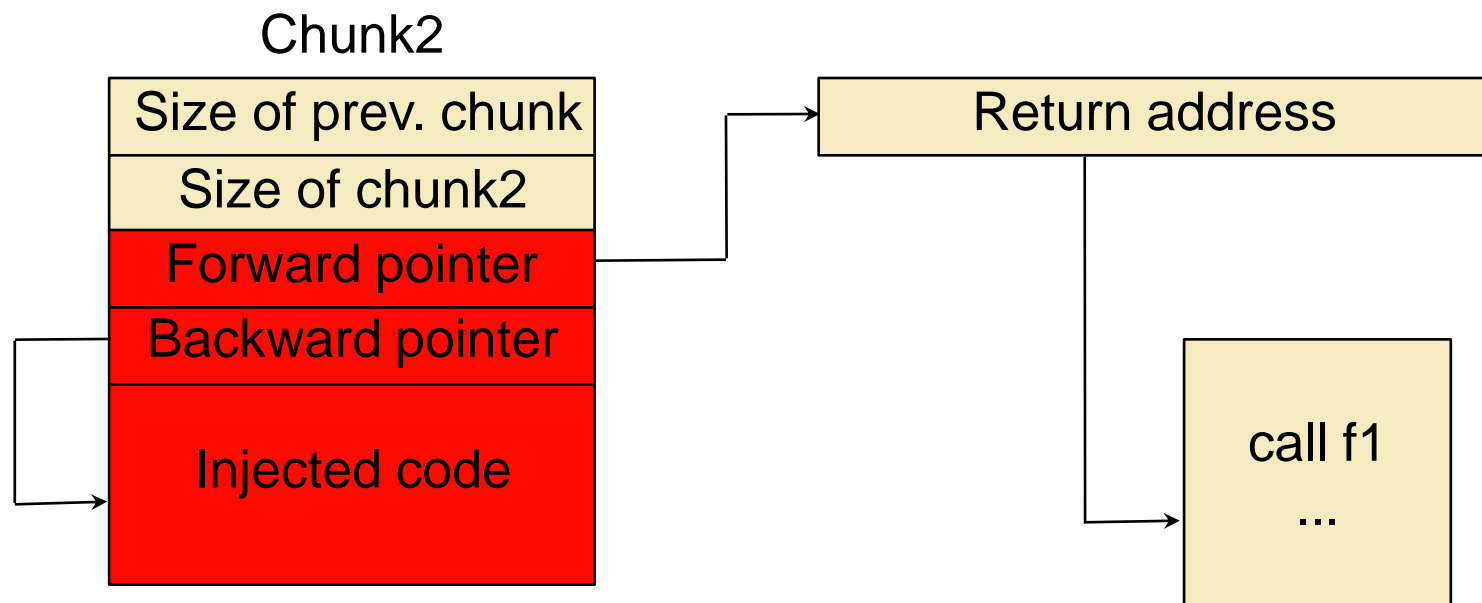 Chunk2
Size of prev. chunk
Size of chunk2
Forward pointer
Backward pointer
Injected code
Return address
call f1
...